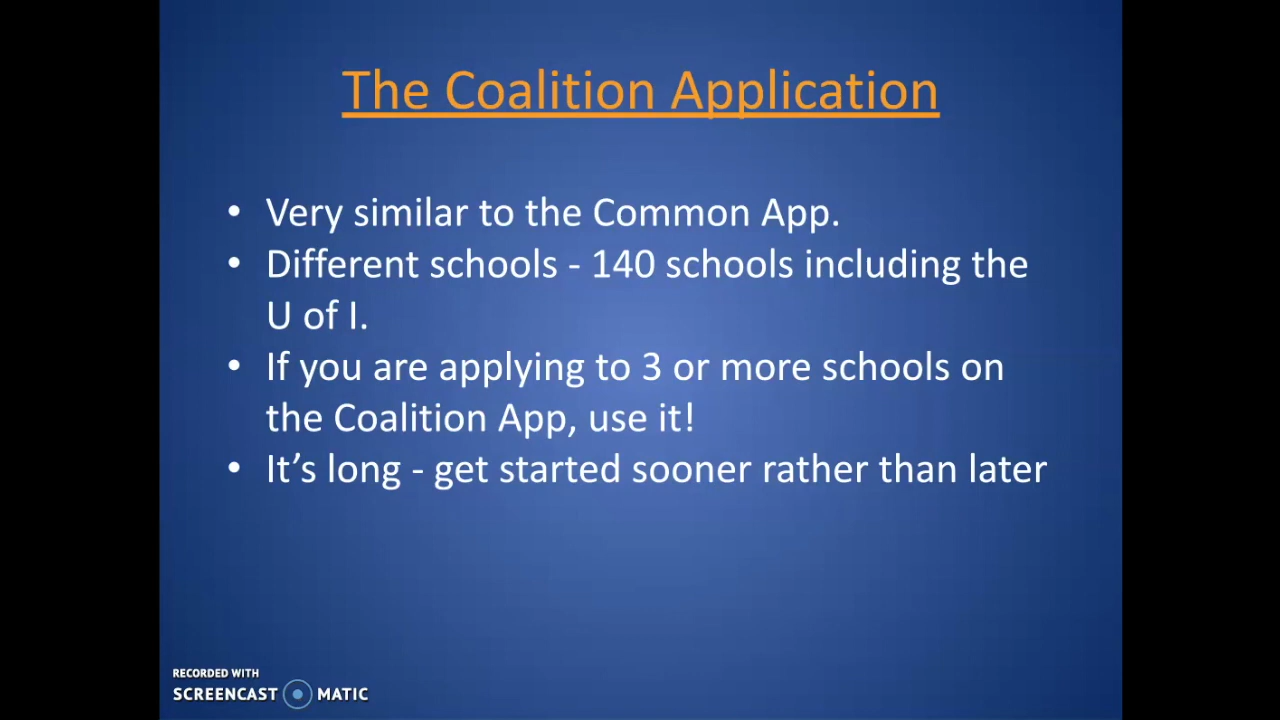 The Coalition Application
• Very similar to the Common App.
• Different schools - 140 schools including the
U of I.
• If you are applying to 3 or more schools on
the Coalition App, use it!
• It’s long - get started sooner rather than later
RECORDED WITH
SCREENCAST MATIC